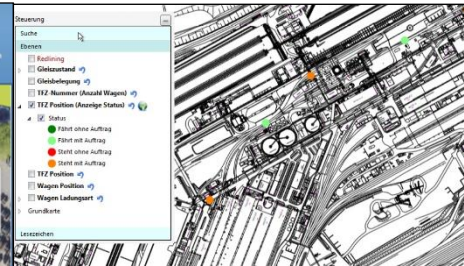 Steuerung
Suche
Ebenen
Redlining
Gleiszustand
Gleisbelegung
TFZ-Nummer (Anzahl Wagen)
TFZ Position (Anzeige Status)
Status
Fährt ohne Auftrag
Fährt mit Auftrag
Steht ohne Auftrag
Steht mit Auftrag
TFZ Position
Wagen Position
Wagen Ladungsart
Grundkarte
Lesezeichen